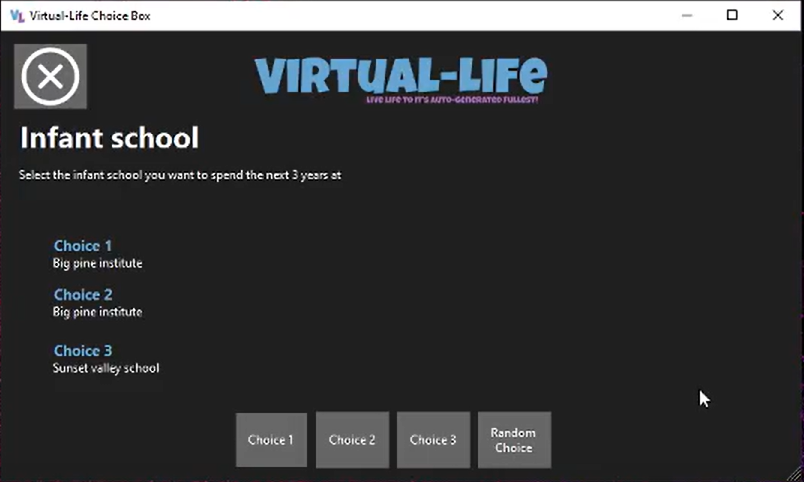 Virtual-Life Choice Box
VIRTUAL-LIFE
LIVE LIFE TO IT'S AUTO-GENERATED FULLEST!
Infant school
Select the infant school you want to spend the next 3 years at
Choice 1
Big pine institute
Choice 2
Big pine institute
Choice 3
Sunset valley school
Choice 1
Choice 2
Choice 3
Random
Choice